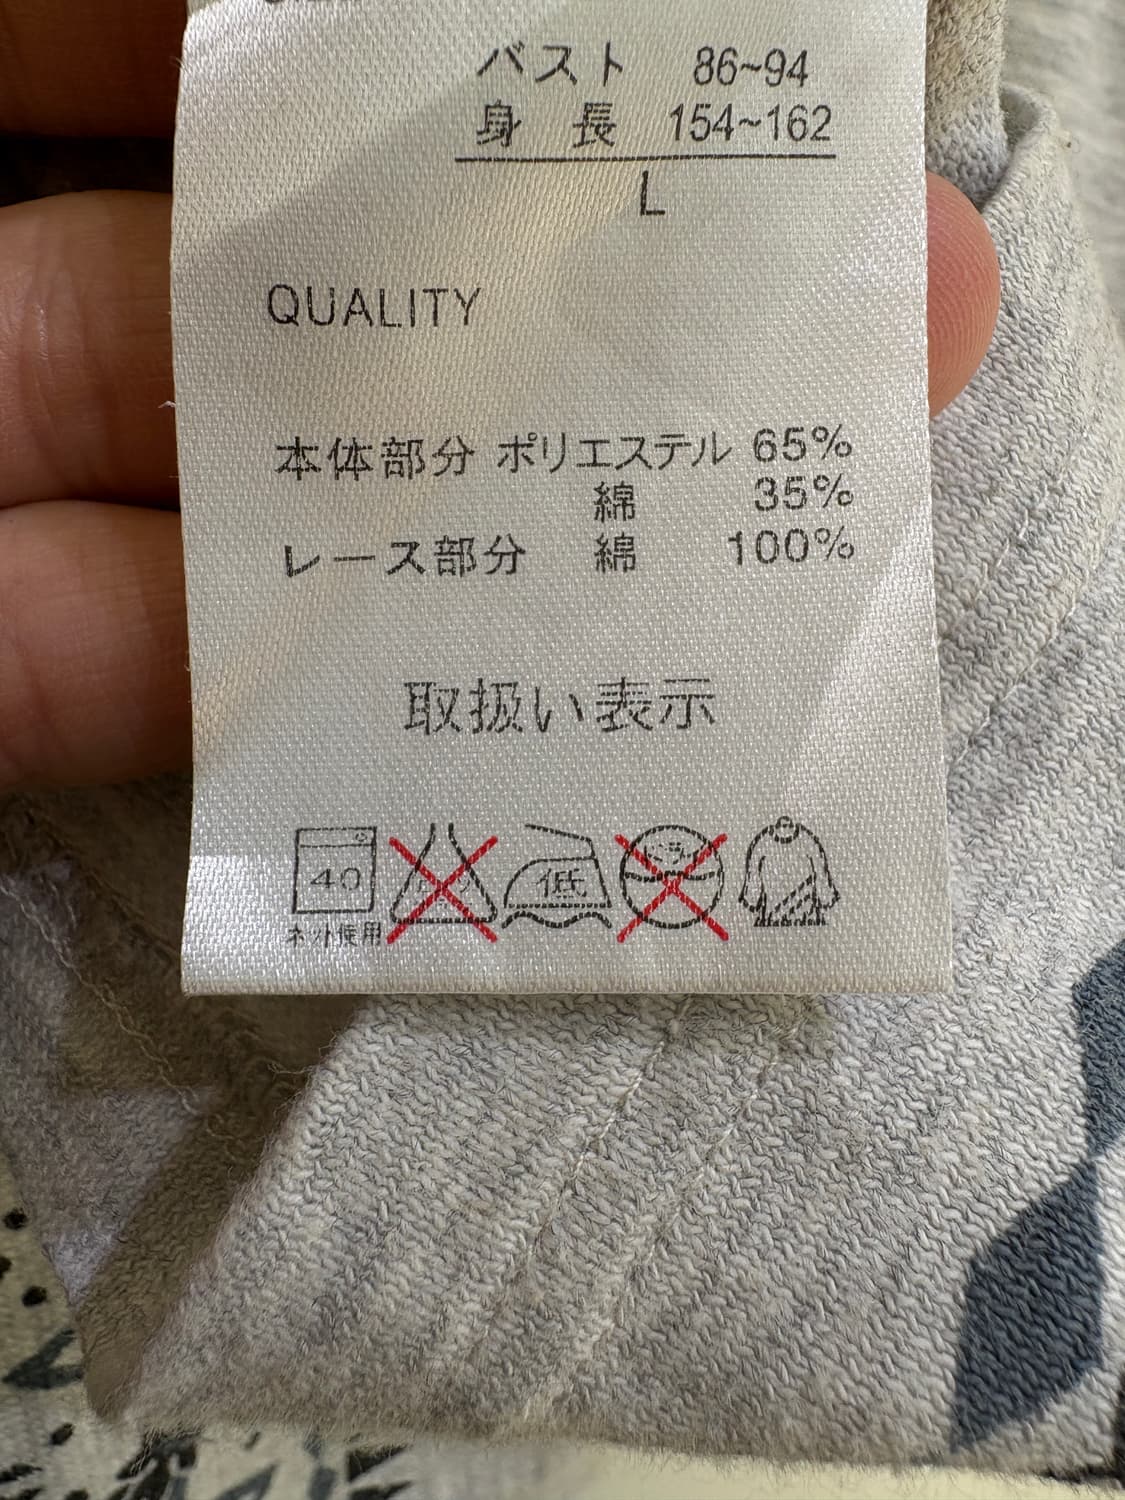 バスト 86~94
身長 154~162
L
QUALITY
本体部分 ポリエステル 65%
綿 35%
レース部分 綿 100%
取扱い表示
40 低
ネット使用